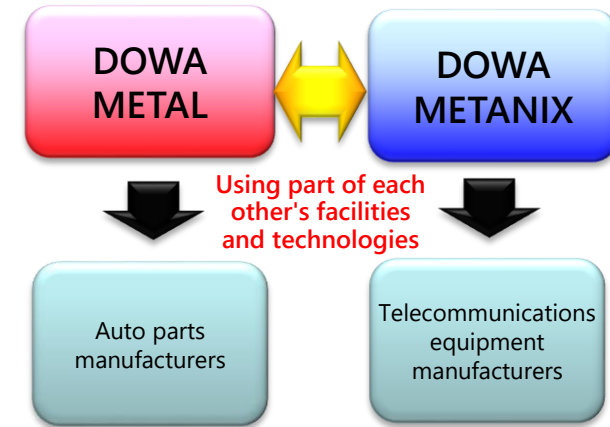 DOWA
METAL
DOWA
METANIX
Using part of each
other's facilities
and technologies
Auto parts
manufacturers
Telecommunications
equipment
manufacturers